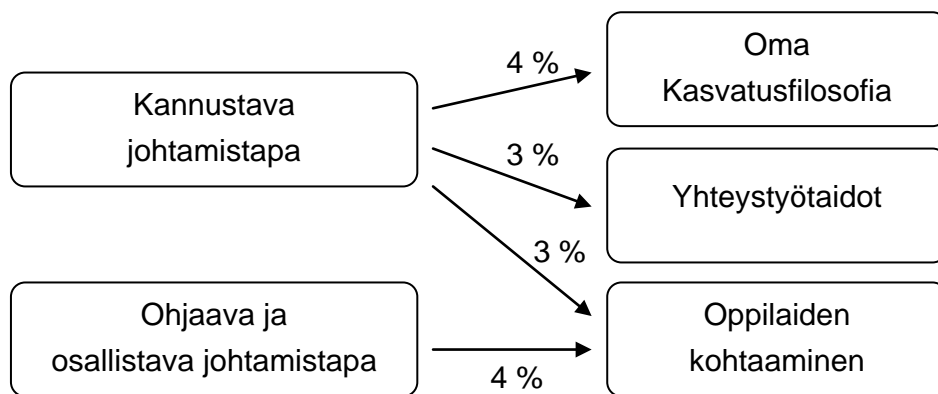 Kannustava
johtamistapa
4 %
3 %
3 %
Oma
Kasvatusfilosofia
Yhteystyötaidot
Ohjaava ja
osallistava johtamistapa
4 %
Oppilaiden
kohtaaminen